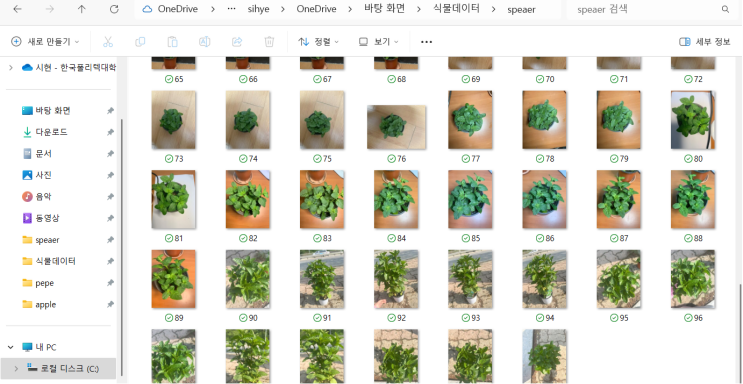 OneDrive > ··· sihye > OneDrive > 바탕 화면 > 식물데이터 > speaer > speaer 검색
새로 만들기 정렬 보기 ··· 세부 정보
시현 - 한국폴리텍대학
바탕 화면
다운로드
문서
사진
음악
동영상
speaer
식물데이터
pepe
apple
내 PC
로컬 디스크 (C:)
65 66 67 68 69 70 71 72
73 74 75 76 77 78 79 80
81 82 83 84 85 86 87 88
89 90 91 92 93 94 95 96